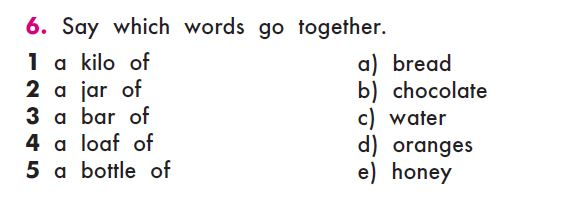 6. Say which words go together.
1 a kilo of a) bread
2 a jar of b) chocolate
3 a bar of c) water
4 a loaf of d) oranges
5 a bottle of e) honey